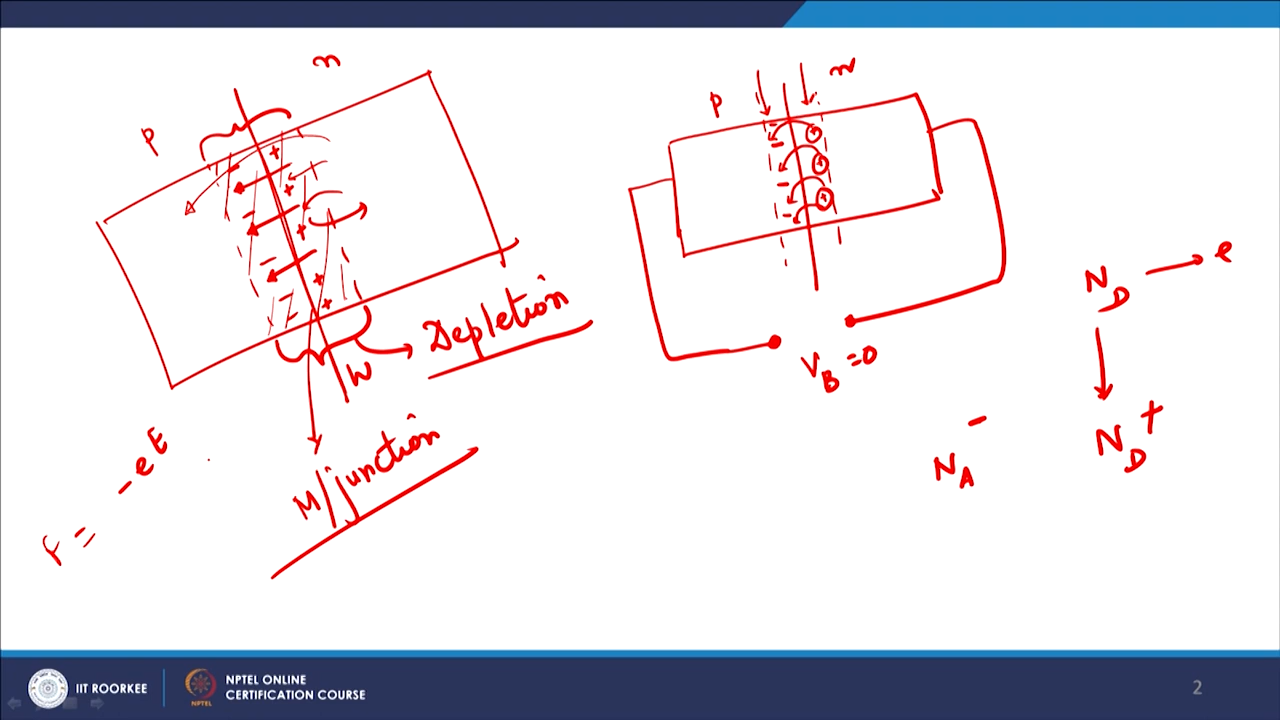 p
n
+
-
+
-
+
-
+
+
W
Depletion
M/junction
F = -eE
p
n
-
+
-
+
-
+
-
V_B = 0
N_D → e
N_D^+
N_A^-
IIT ROORKEE
NPTEL ONLINE
CERTIFICATION COURSE
2